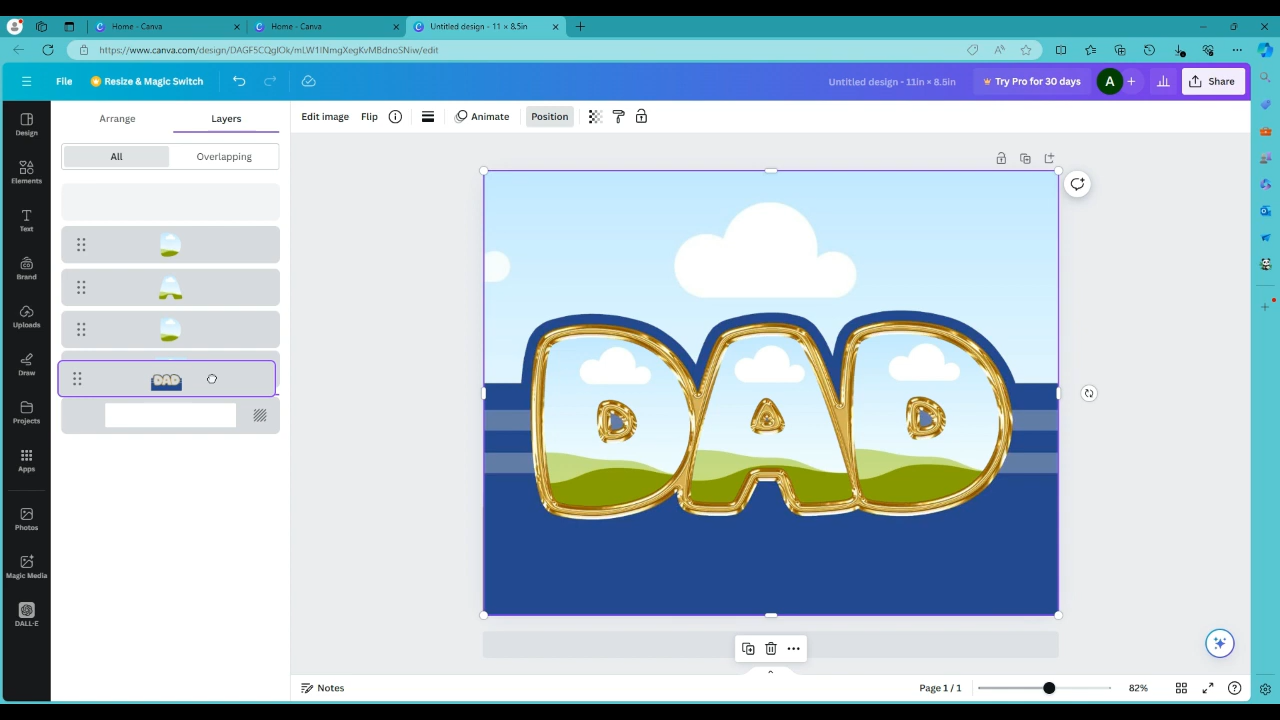 Home - Canva
Home - Canva
Untitled design - 11 × 8.5in
https://www.canva.com/design/DAGF5CQglOk/mLW1INmgXegKvMBdnoSNiw/edit
File
Resize & Magic Switch
Untitled design - 11in × 8.5in
Try Pro for 30 days
A
Share
Design
Elements
Text
Brand
Uploads
Draw
Projects
Apps
Photos
Magic Media
DALL·E
Arrange
Layers
All
Overlapping
DAD
Edit image
Flip
Animate
Position
DAD
Notes
Page 1 / 1
82%